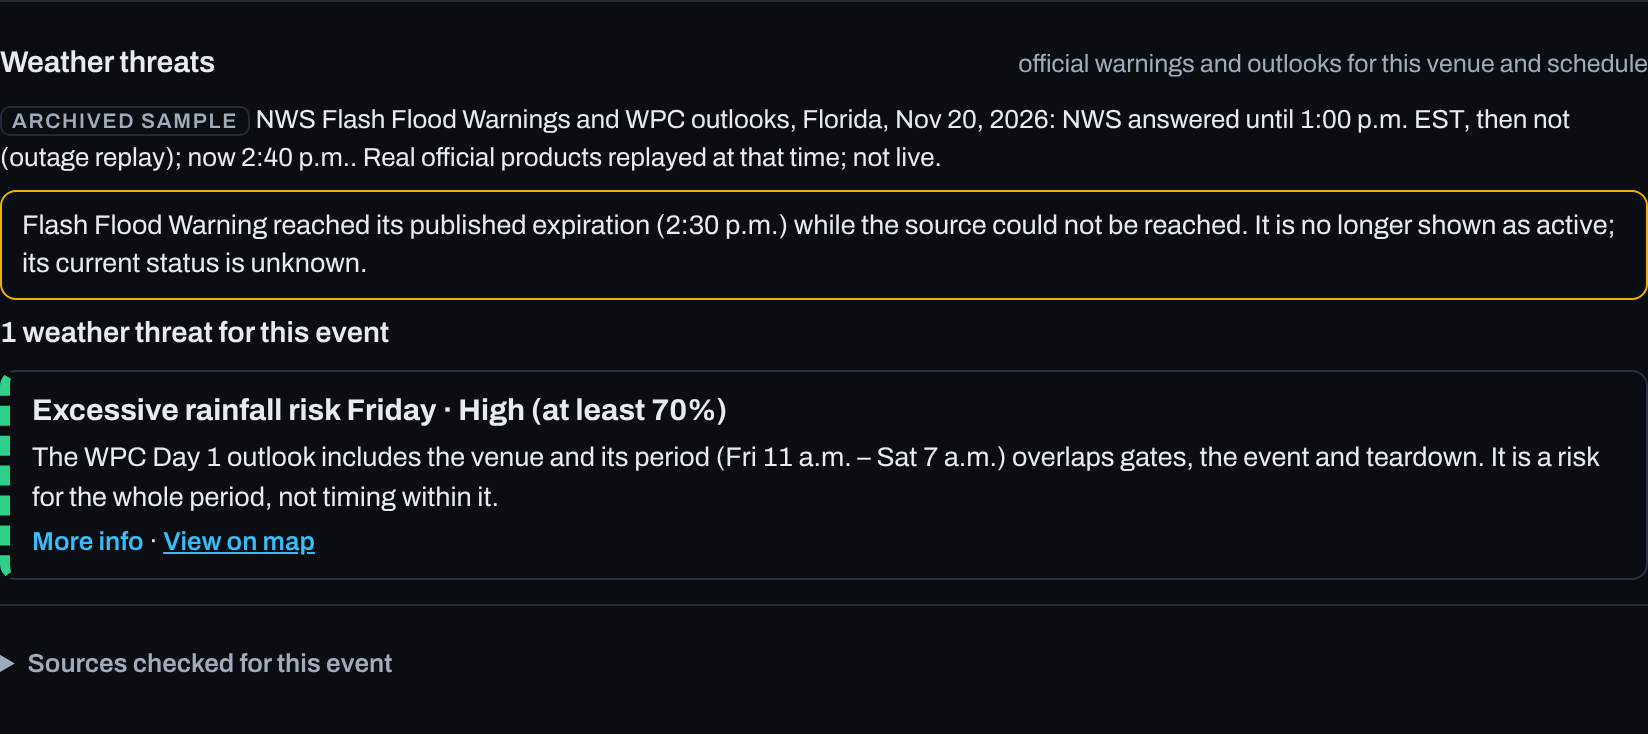 Weather threats
official warnings and outlooks for this venue and schedule
ARCHIVED SAMPLE NWS Flash Flood Warnings and WPC outlooks, Florida, Nov 20, 2026: NWS answered until 1:00 p.m. EST, then not
(outage replay); now 2:40 p.m.. Real official products replayed at that time; not live.
Flash Flood Warning reached its published expiration (2:30 p.m.) while the source could not be reached. It is no longer shown as active;
its current status is unknown.
1 weather threat for this event
Excessive rainfall risk Friday · High (at least 70%)
The WPC Day 1 outlook includes the venue and its period (Fri 11 a.m. – Sat 7 a.m.) overlaps gates, the event and teardown. It is a risk
for the whole period, not timing within it.
More info · View on map
Sources checked for this event